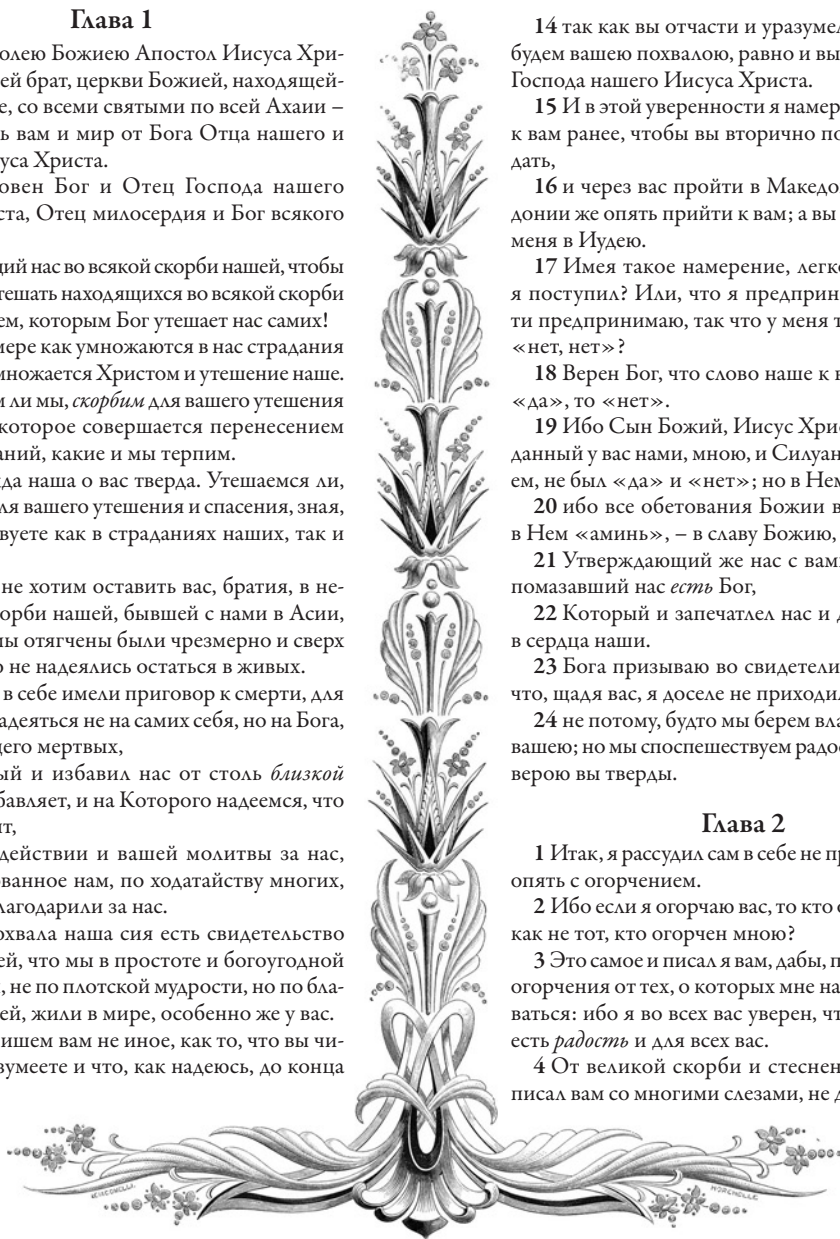 Глава 1
олею Божиею Апостол Иисуса Хри-
ей брат, церкви Божией, находящей-
е, со всеми святыми по всей Ахаии –
ь вам и мир от Бога Отца нашего и
уса Христа.
овен Бог и Отец Господа нашего
ста, Отец милосердия и Бог всякого
ций нас во всякой скорби нашей, чтобы
тешать находящихся во всякой скорби
ем, которым Бог утешает нас самих!
мере как умножаются в нас страдания
множается Христом и утешение наше.
м ли мы, скорбим для вашего утешения
которое совершается перенесением
аний, какие и мы терпим.
да наша о вас тверда. Утешаемся ли,
ля вашего утешения и спасения, зная,
вуете как в страданиях наших, так и
не хотим оставить вас, братия, в не-
орби нашей, бывшей с нами в Асии,
мы отягчены были чрезмерно и сверх
о не надеялись остаться в живых.
в себе имели приговор к смерти, для
адеяться не на самих себя, но на Бога,
цего мертвых,
ый и избавил нас от столь близкой
бавляет, и на Которого надеемся, что
ит,
действии и вашей молитвы за нас,
ованное нам, по ходатайству многих,
лагодарили за нас.
охвала наша сия есть свидетельство
ей, что мы в простоте и богоугодной
, не по плотской мудрости, но по бла-
ей, жили в мире, особенно же у вас.
ишем вам не иное, как то, что вы чи-
зумеете и что, как надеюсь, до конца
14 так как вы отчасти и уразумел
будем вашею похвалою, равно и вы
Господа нашего Иисуса Христа.
15 И в этой уверенности я намер
к вам ранее, чтобы вы вторично по
дать,
16 и через вас пройти в Македо
донии же опять прийти к вам; а вы
меня в Иудею.
17 Имея такое намерение, легко
я поступил? Или, что я предприн
ти предпринимаю, так что у меня т
«нет, нет»?
18 Верен Бог, что слово наше к в
«да», то «нет».
19 Ибо Сын Божий, Иисус Хрис
данный у вас нами, мною, и Силуан
ем, не был «да» и «нет»; но в Нем
20 ибо все обетования Божии в
в Нем «аминь», – в славу Божию,
21 Утверждающий же нас с вам
помазавший нас есть Бог,
22 Который и запечатлел нас и д
в сердца наши.
23 Бога призываю во свидетели
что, щадя вас, я доселе не приходил
24 не потому, будто мы берем вла
вашею; но мы споспешествуем радос
верою вы тверды.
Глава 2
1 Итак, я рассудил сам в себе не пр
опять с огорчением.
2 Ибо если я огорчаю вас, то кто о
как не тот, кто огорчен мною?
3 Это самое и писал я вам, дабы, п
огорчения от тех, о которых мне на
ваться: ибо я во всех вас уверен, чт
есть радость и для всех вас.
4 От великой скорби и стеснен
писал вам со многими слезами, не д